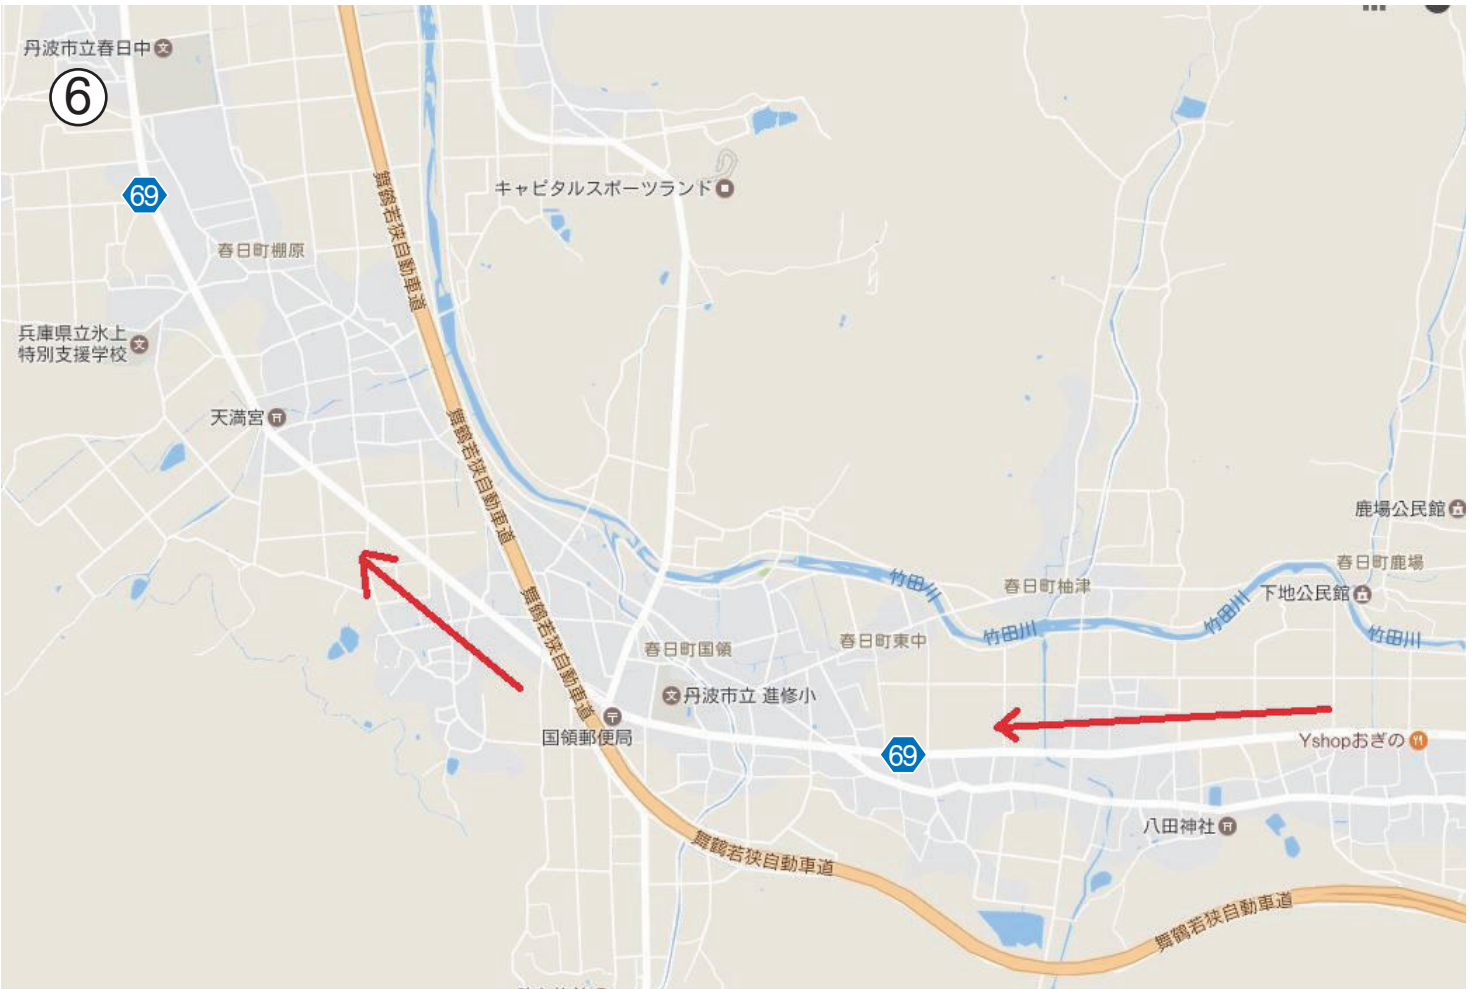 丹波市立春日中
⑥
69
キャピタルスポーツランド
舞鶴若狭自動車道
春日町棚原
兵庫県立氷上
特別支援学校
天満宮
舞鶴若狭自動車道
鹿場公民館
春日町鹿場
竹田川
春日町柚津
下地公民館
竹田川
竹田川
竹田川
舞鶴若狭自動車道
春日町国領
春日町東中
丹波市立 進修小
国領郵便局
69
Yshopおぎの
八田神社
舞鶴若狭自動車道
舞鶴若狭自動車道